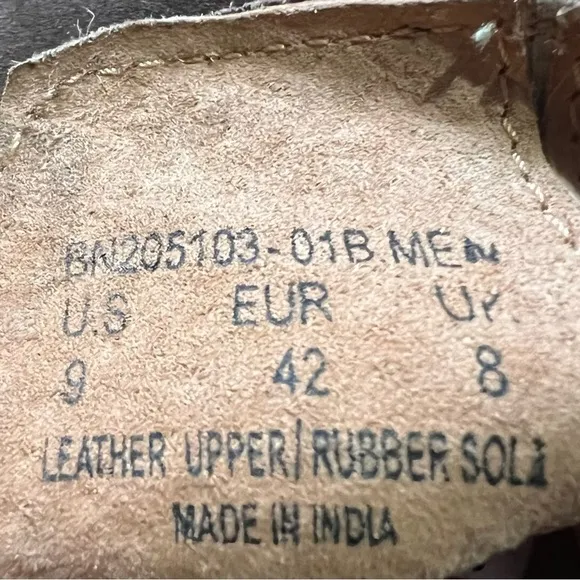 BN205103-01B MEN
U.S EUR UK
9 42 8
LEATHER UPPER/RUBBER SOLE
MADE IN INDIA